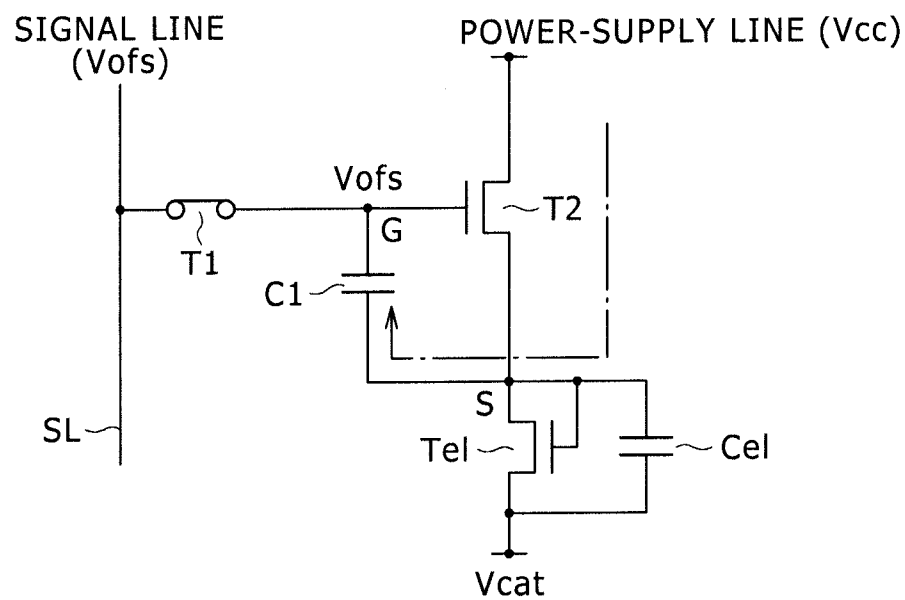 SIGNAL LINE
(Vofs)
POWER-SUPPLY LINE (Vcc)
Vofs
T2
G
T1
C1
S
SL
Tel
Cel
Vcat